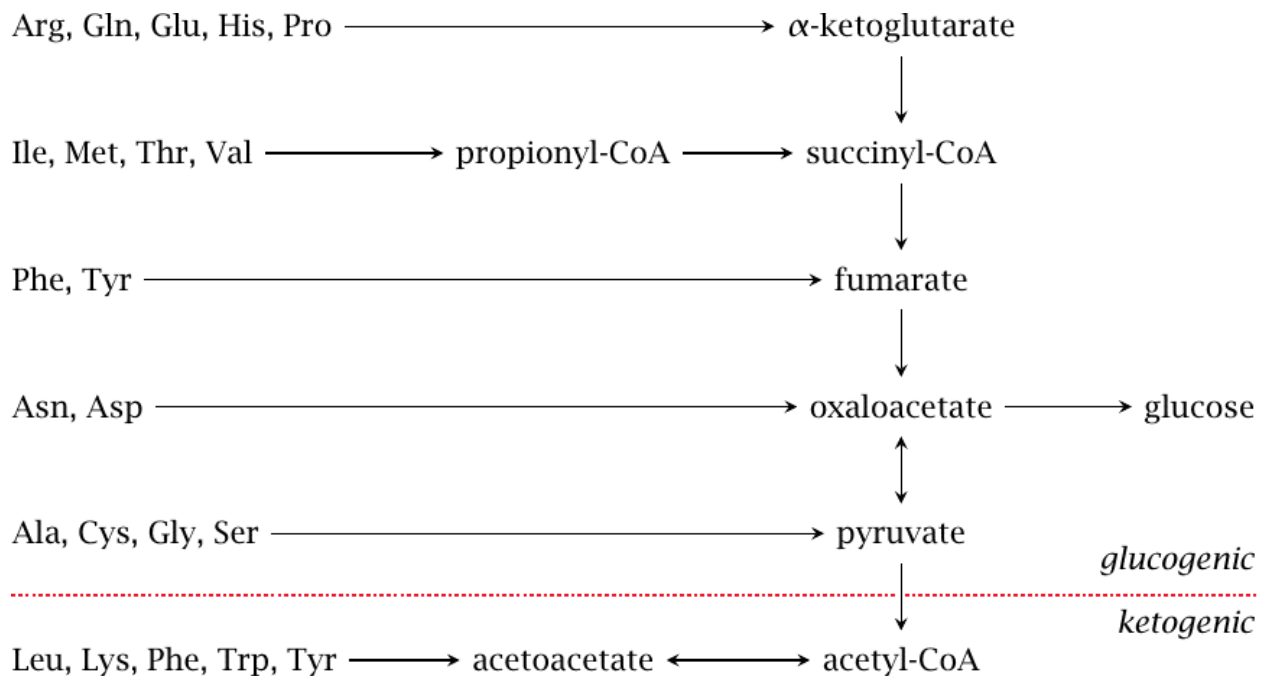 Arg, Gln, Glu, His, Pro α-ketoglutarate
Ile, Met, Thr, Val propionyl-CoA succinyl-CoA
Phe, Tyr fumarate
Asn, Asp oxaloacetate glucose
Ala, Cys, Gly, Ser pyruvate
glucogenic
ketogenic
Leu, Lys, Phe, Trp, Tyr acetoacetate acetyl-CoA